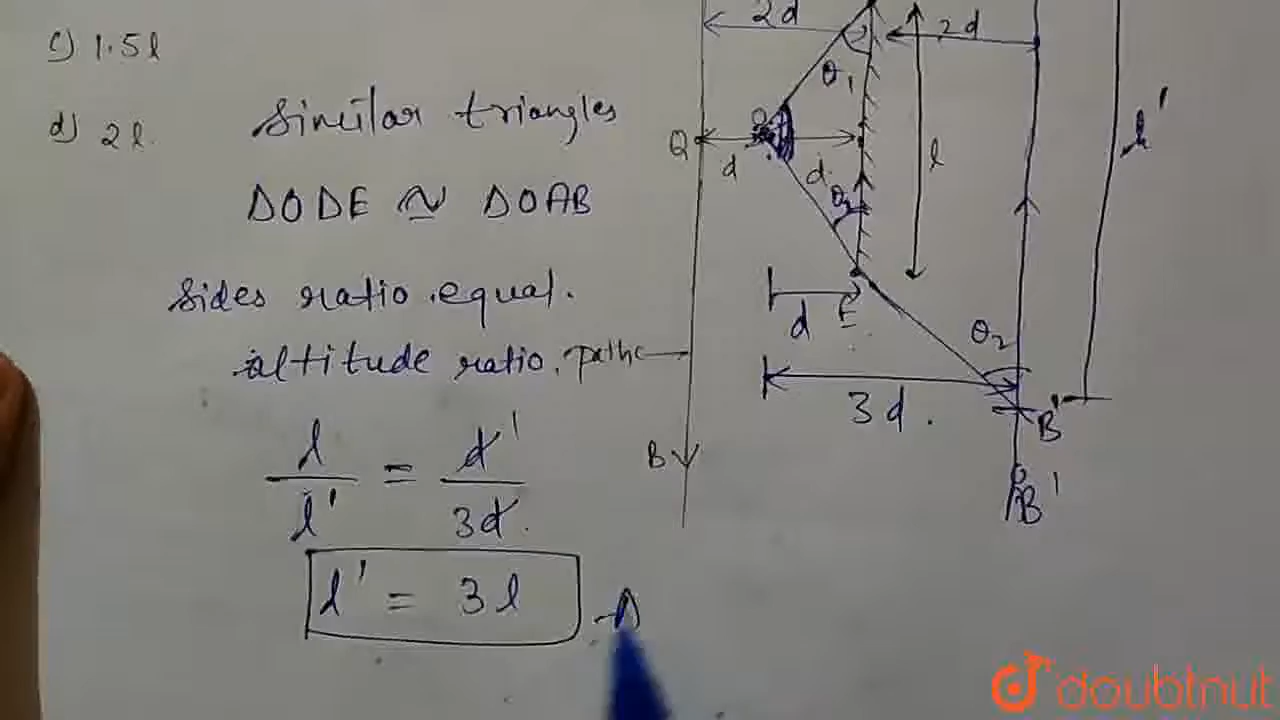 c) 1.5l
d) 2l.
Similar triangles
ΔODE ≈ ΔOAB
Sides ratio equal.
altitude ratio.
l/l' = d'/3d.
l' = 3l
A
2d
2d
θ1
l'
Q
d
d.
l
θ2
d
E
θ2
pathe
3d.
B'
B
B'
doubtnut